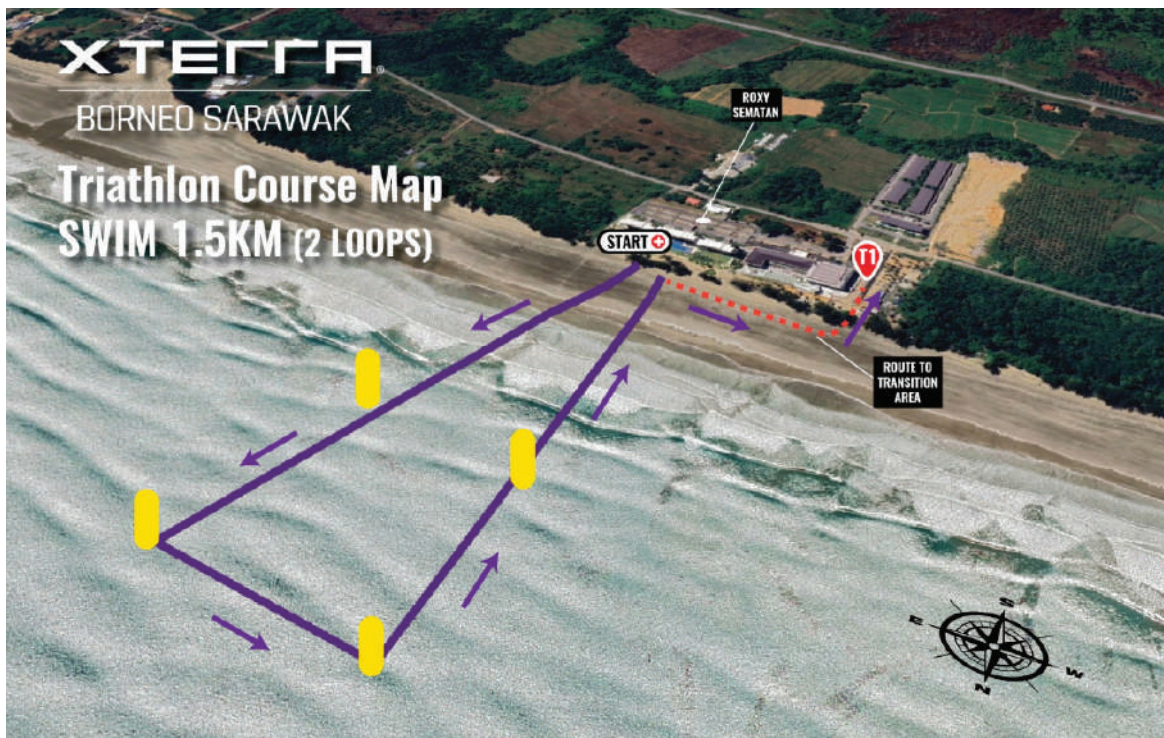 XTERRA®
BORNEO SARAWAK
Triathlon Course Map
SWIM 1.5KM (2 LOOPS)
ROXY
SEMATAN
START
T1
ROUTE TO
TRANSITION
AREA
S
E
W
N